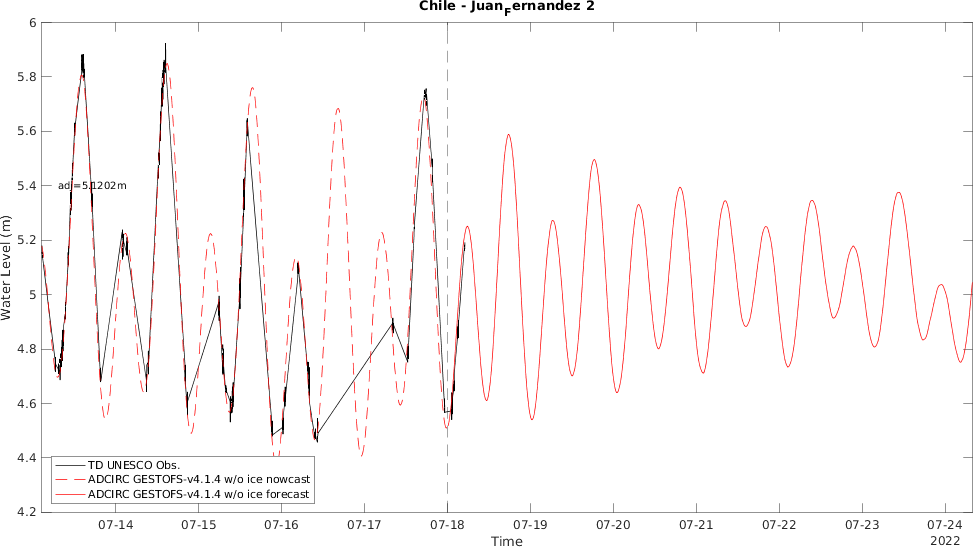 Chile - Juan_Fernandez 2
6
5.8
5.6
5.4
5.2
5
4.8
4.6
4.4
4.2
Water Level (m)
adj=5.1202m
TD UNESCO Obs.
ADCIRC GESTOFS-v4.1.4 w/o ice nowcast
ADCIRC GESTOFS-v4.1.4 w/o ice forecast
07-14 07-15 07-16 07-17 07-18 07-19 07-20 07-21 07-22 07-23 07-24
Time
2022